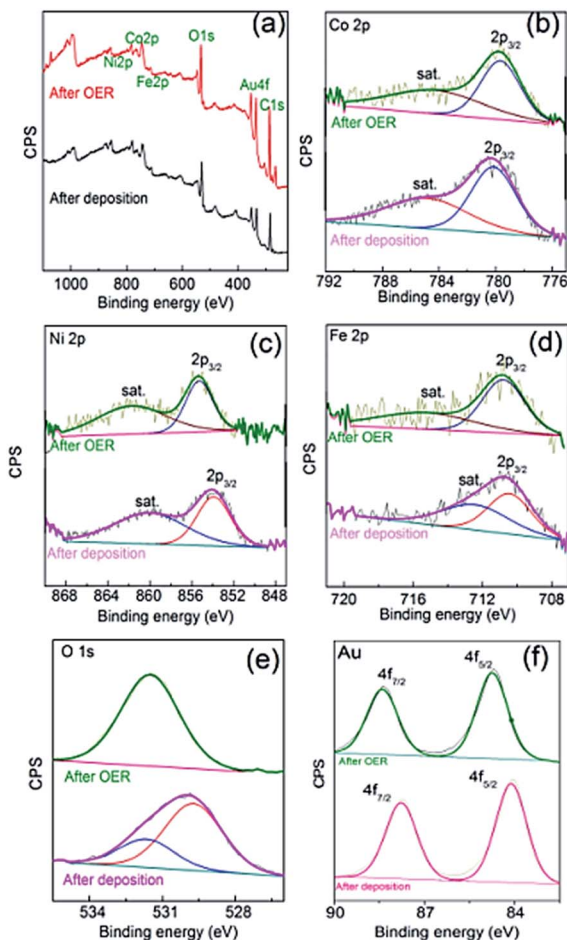 (a)
Co2p
O1s
Ni2p
Au4f
Fe2p
C1s
After OER
After deposition
CPS
1000 800 600 400
Binding energy (eV)
Co 2p
(b)
2p3/2
sat.
After OER
2p3/2
sat.
After deposition
CPS
792 788 784 780 776
Binding energy (eV)
Ni 2p
(c)
2p3/2
sat.
After OER
2p3/2
sat.
After deposition
CPS
868 864 860 856 852 848
Binding energy (eV)
Fe 2p
(d)
2p3/2
sat.
After OER
2p3/2
sat.
After deposition
CPS
720 716 712 708
Binding energy (eV)
O 1s
(e)
After OER
After deposition
CPS
534 531 528
Binding energy (eV)
Au
(f)
4f7/2
4f5/2
After OER
4f7/2
4f5/2
After deposition
CPS
90 87 84
Binding energy (eV)